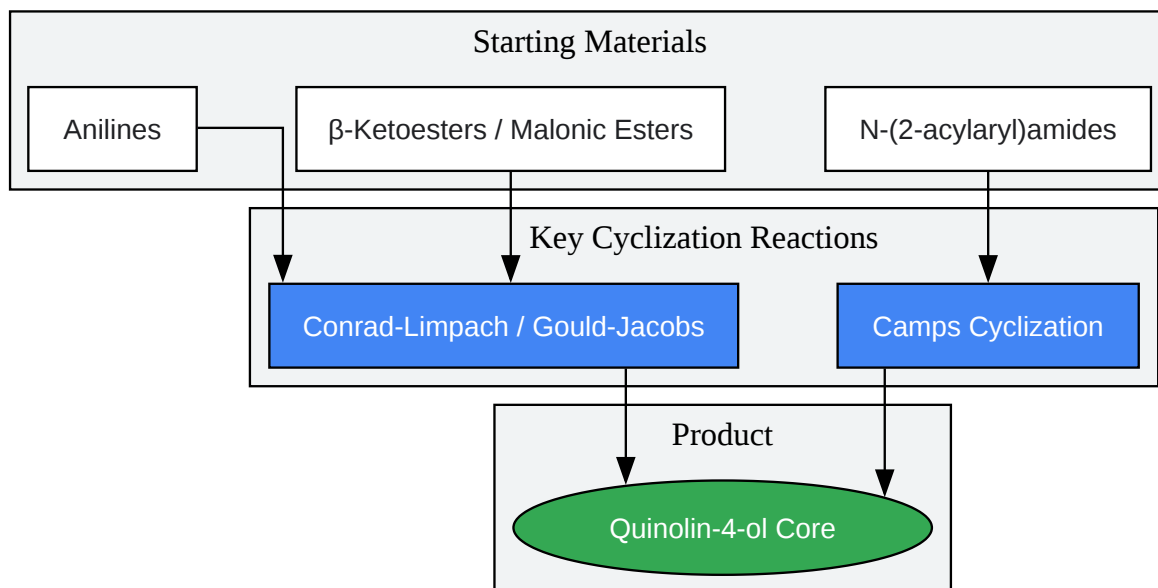 Starting Materials
Anilines
β-Ketoesters / Malonic Esters
N-(2-acylaryl)amides
Key Cyclization Reactions
Conrad-Limpach / Gould-Jacobs
Camps Cyclization
Product
Quinolin-4-ol Core